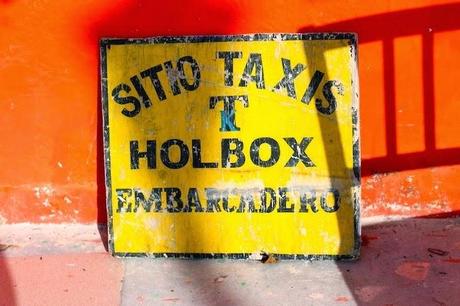 SITIO TAXIS
T
HOLBOX
EMBARCADERO